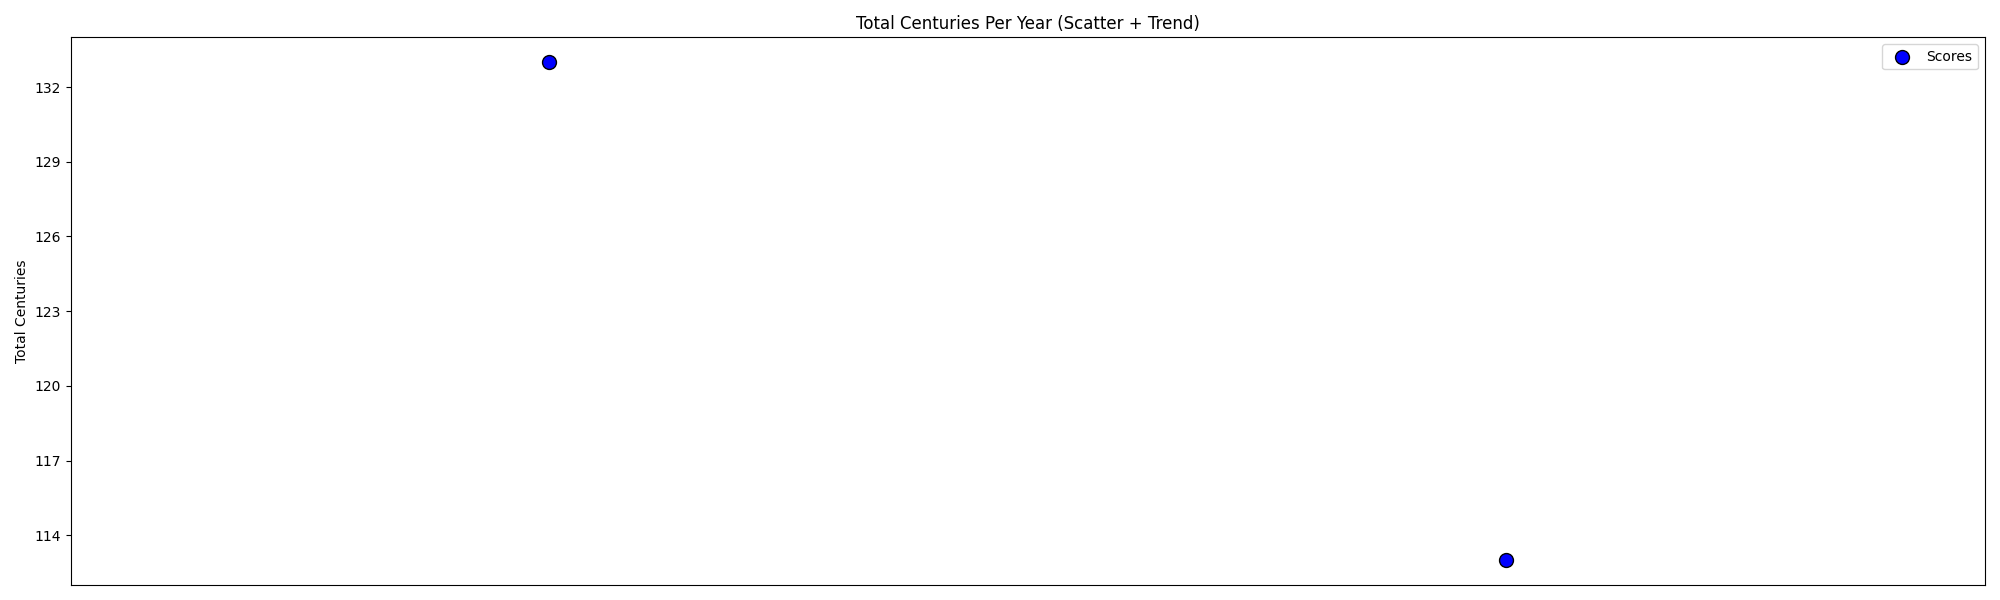 Total Centuries Per Year (Scatter + Trend)
Scores
Total Centuries
132
129
126
123
120
117
114